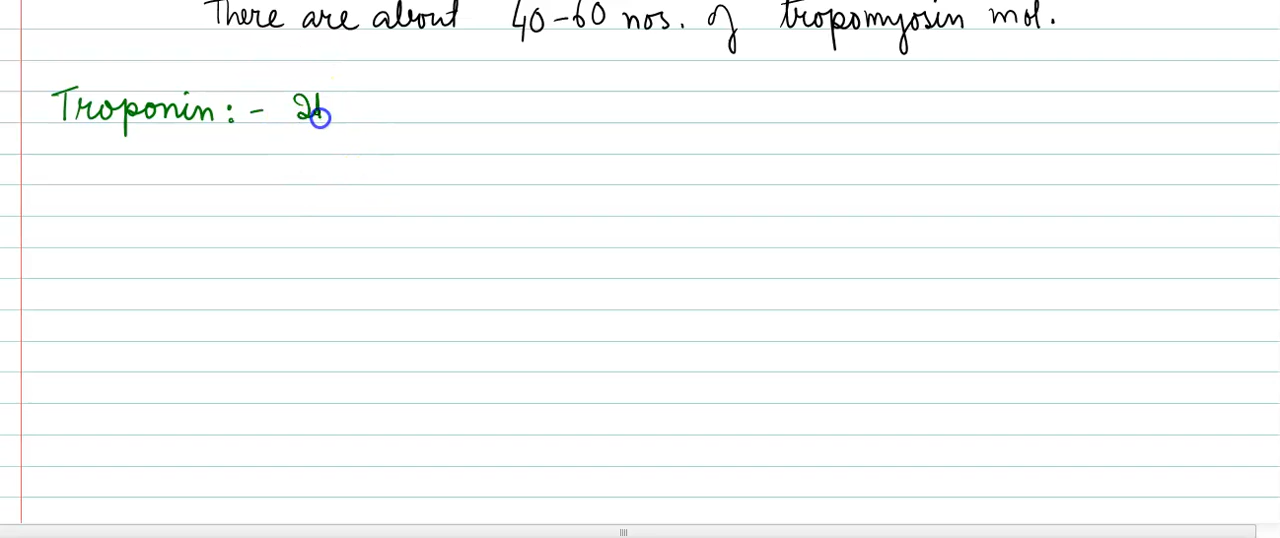 There are about 40-60 nos. of tropomyosin mol.
Troponin :-